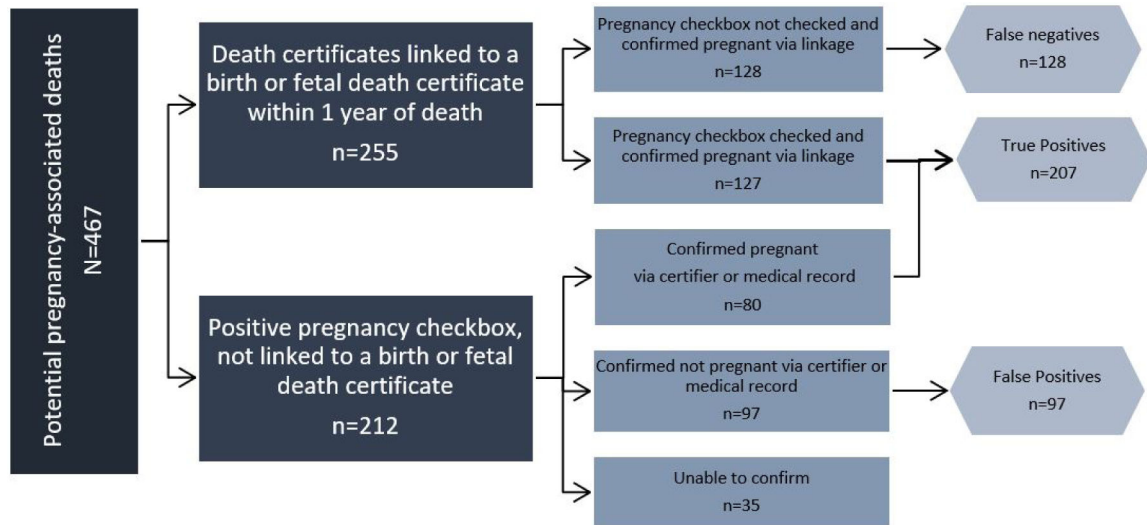 Potential pregnancy-associated deaths
N=467
Death certificates linked to a
birth or fetal death certificate
within 1 year of death
n=255
Positive pregnancy checkbox,
not linked to a birth or fetal
death certificate
n=212
Pregnancy checkbox not checked and
confirmed pregnant via linkage
n=128
Pregnancy checkbox checked and
confirmed pregnant via linkage
n=127
Confirmed pregnant
via certifier or medical record
n=80
Confirmed not pregnant via certifier or
medical record
n=97
Unable to confirm
n=35
False negatives
n=128
True Positives
n=207
False Positives
n=97